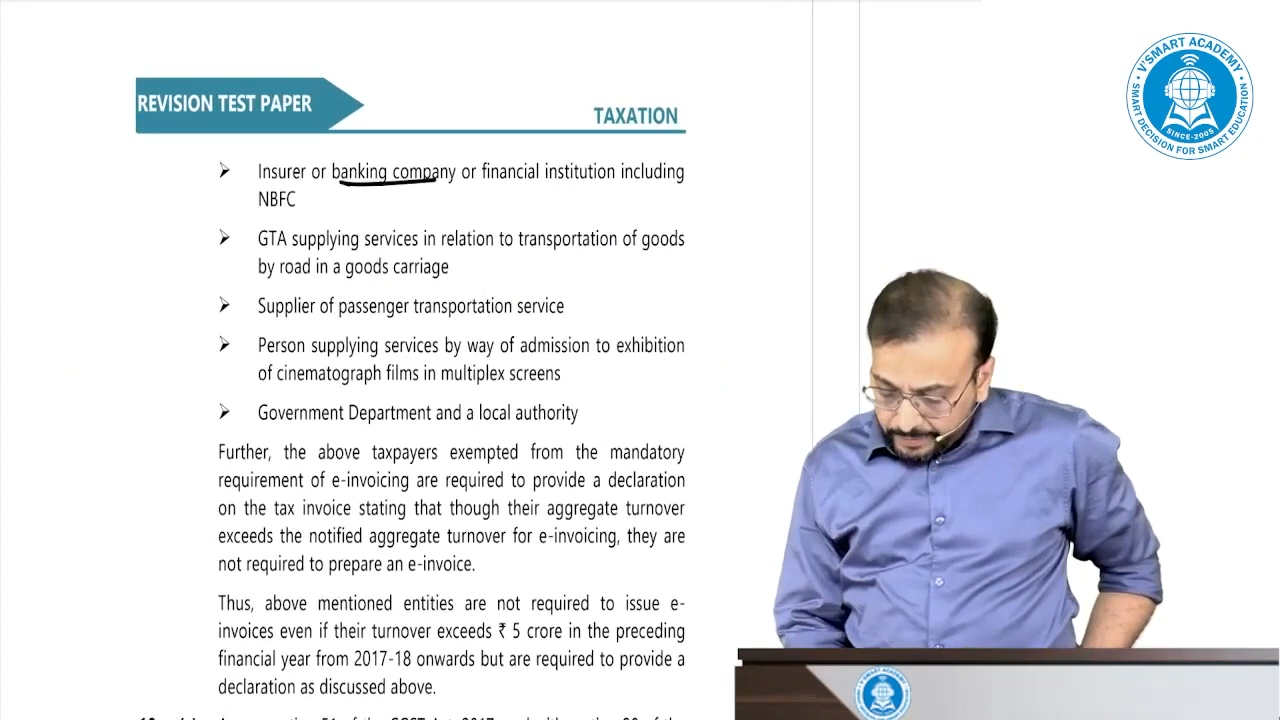 REVISION TEST PAPER
TAXATION
V'SMART ACADEMY
SMART DECISION FOR SMART EDUCATION
SINCE-2005
➢ Insurer or banking company or financial institution including
NBFC
➢ GTA supplying services in relation to transportation of goods
by road in a goods carriage
➢ Supplier of passenger transportation service
➢ Person supplying services by way of admission to exhibition
of cinematograph films in multiplex screens
➢ Government Department and a local authority
Further, the above taxpayers exempted from the mandatory
requirement of e-invoicing are required to provide a declaration
on the tax invoice stating that though their aggregate turnover
exceeds the notified aggregate turnover for e-invoicing, they are
not required to prepare an e-invoice.
Thus, above mentioned entities are not required to issue e-
invoices even if their turnover exceeds ₹ 5 crore in the preceding
financial year from 2017-18 onwards but are required to provide a
declaration as discussed above.